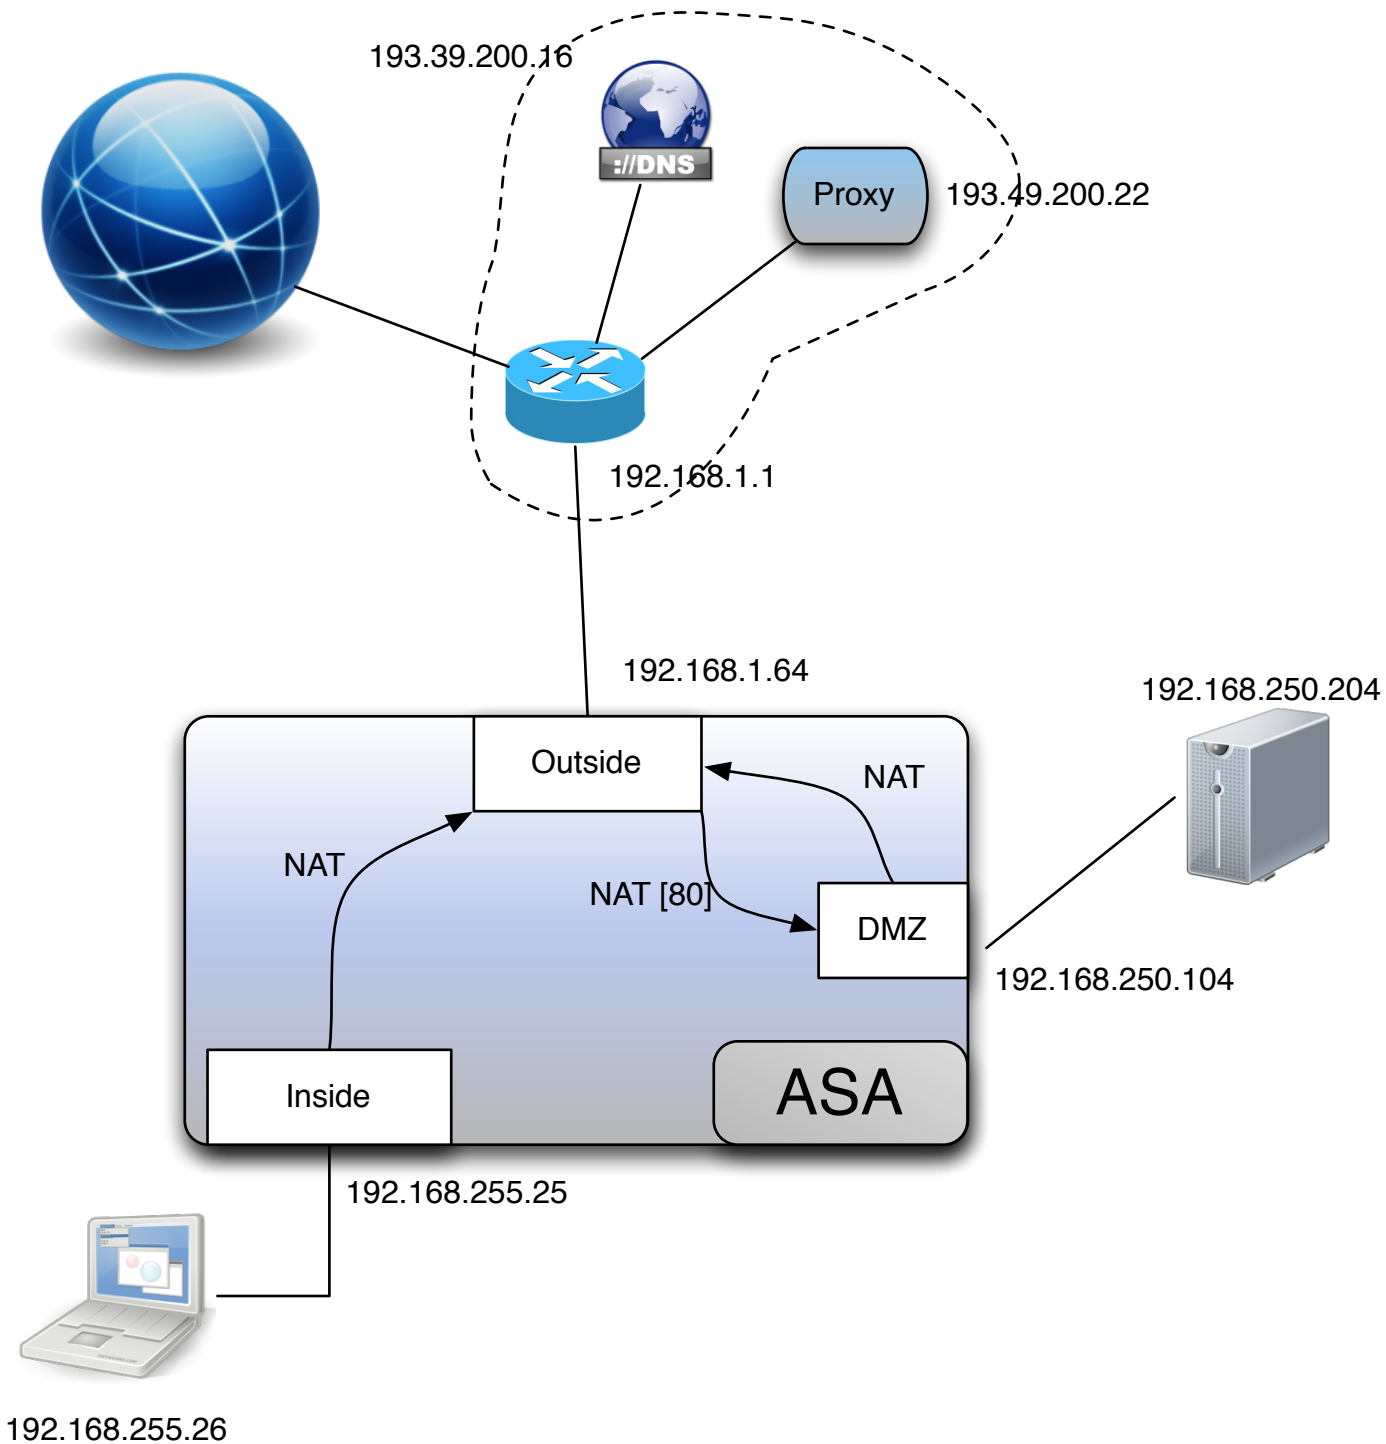 193.39.200.16
://DNS
Proxy
193.49.200.22
192.168.1.1
192.168.1.64
192.168.250.204
Outside
NAT
NAT
NAT [80]
DMZ
192.168.250.104
Inside
ASA
192.168.255.25
192.168.255.26